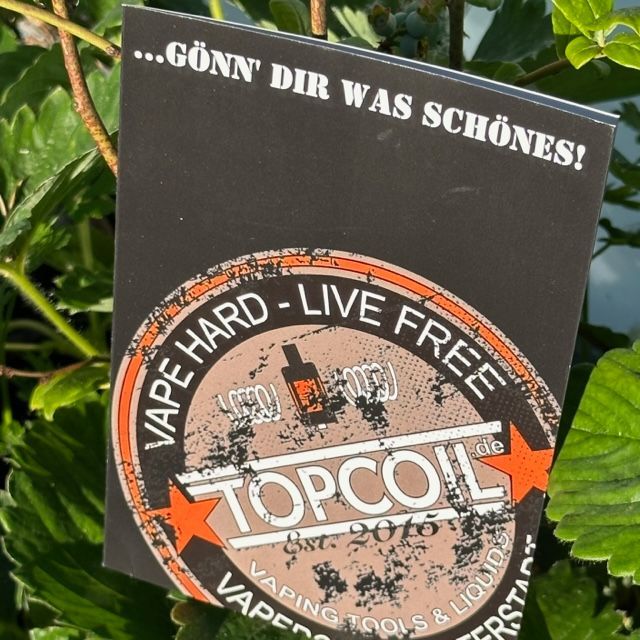 ...GÖNN' DIR WAS SCHÖNES!
VAPE HARD - LIVE FREE
TOPCOIL
.de
Est. 2015
VAPING TOOLS & LIQUIDS